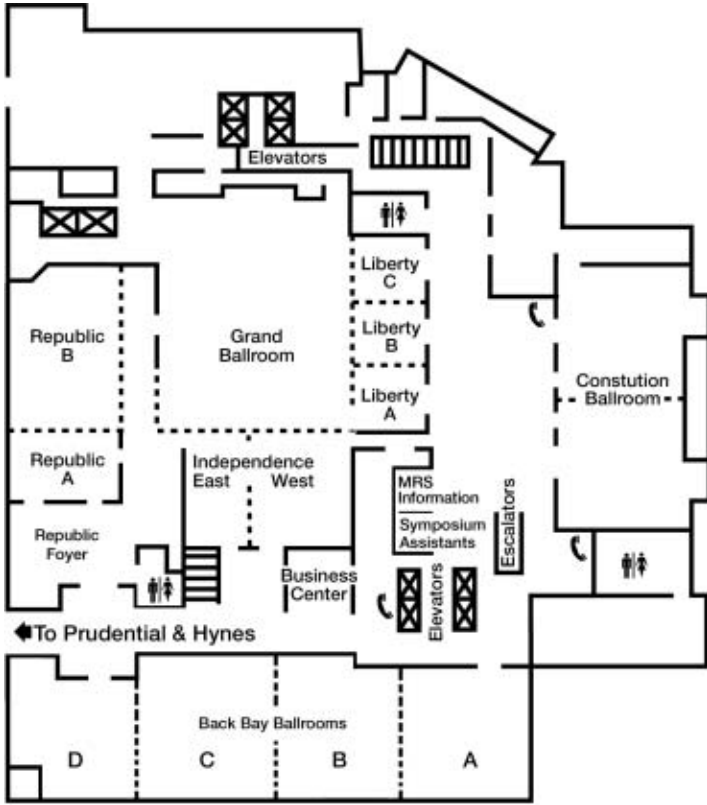 Elevators
Liberty
C
Republic
B
Grand
Ballroom
Liberty
B
Constution
Ballroom
Liberty
A
Republic
A
Independence
East West
MRS
Information
Symposium
Assistants
Escalators
Republic
Foyer
Business
Center
Elevators
To Prudential & Hynes
Back Bay Ballrooms
D C B A